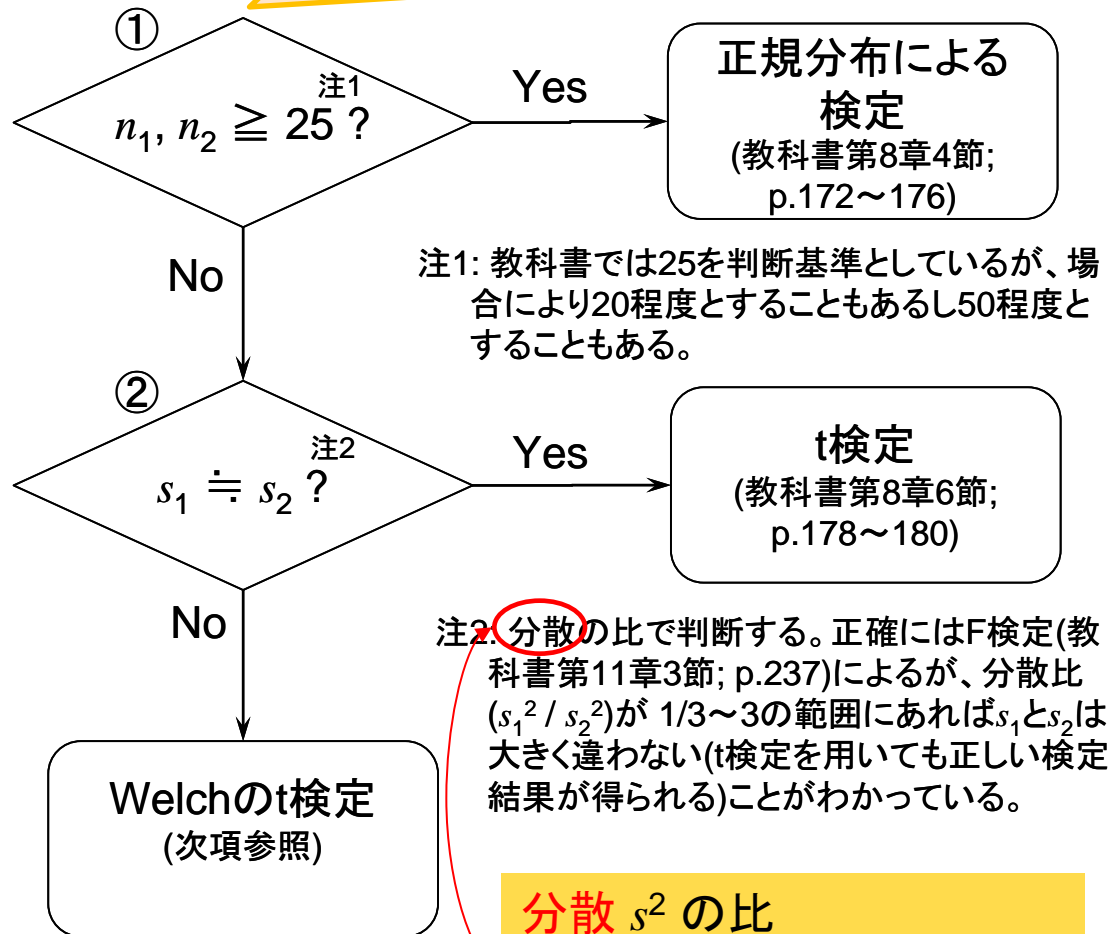 ①
n₁, n₂ ≧ 25 ?
注1
Yes
正規分布による
検定
(教科書第8章4節;
p.172～176)
No
注1: 教科書では25を判断基準としているが、場
合により20程度とすることもあるし50程度と
することもある。
②
s₁ ≒ s₂ ?
注2
Yes
t検定
(教科書第8章6節;
p.178～180)
No
注2: 分散の比で判断する。正確にはF検定(教
科書第11章3節; p.237)によるが、分散比
(s₁² / s₂²)が 1/3～3の範囲にあればs₁とs₂は
大きく違わない(t検定を用いても正しい検定
結果が得られる)ことがわかっている。
Welchのt検定
(次項参照)
分散 s² の比